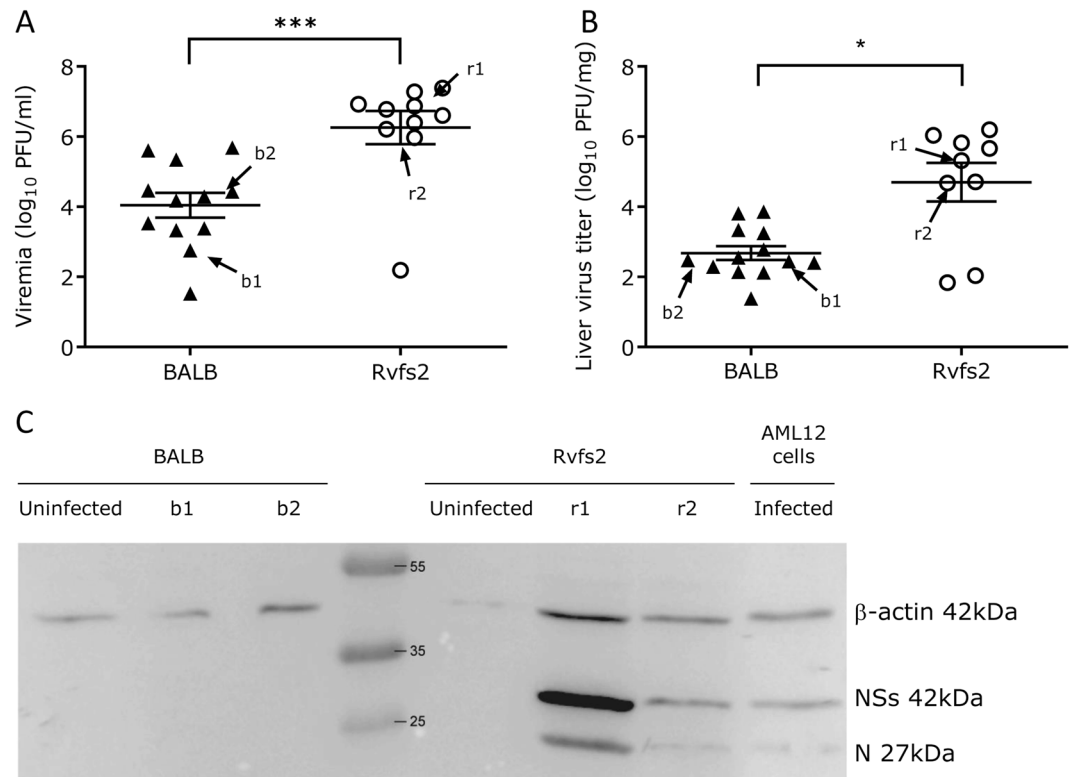 A
***
Viremia (log10 PFU/ml)
8
6
4
2
0
r1
b2
r2
b1
BALB
Rvfs2
B
*
Liver virus titer (log10 PFU/mg)
8
6
4
2
0
r1
r2
b2
b1
BALB
Rvfs2
C
BALB
Rvfs2
AML12
cells
Uninfected b1 b2 Uninfected r1 r2 Infected
55
35
25
β-actin 42kDa
NSs 42kDa
N 27kDa